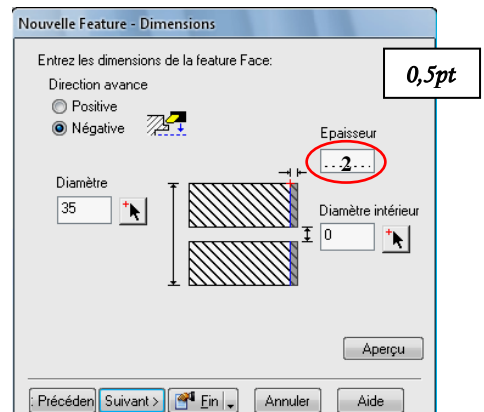 Nouvelle Feature - Dimensions
Entrez les dimensions de la feature Face:
0,5pt
Direction avance
Positive
Négative
Epaisseur
...2...
Diamètre
35
Diamètre intérieur
0
Aperçu
: Précéden
Suivant >
Fin
Annuler
Aide